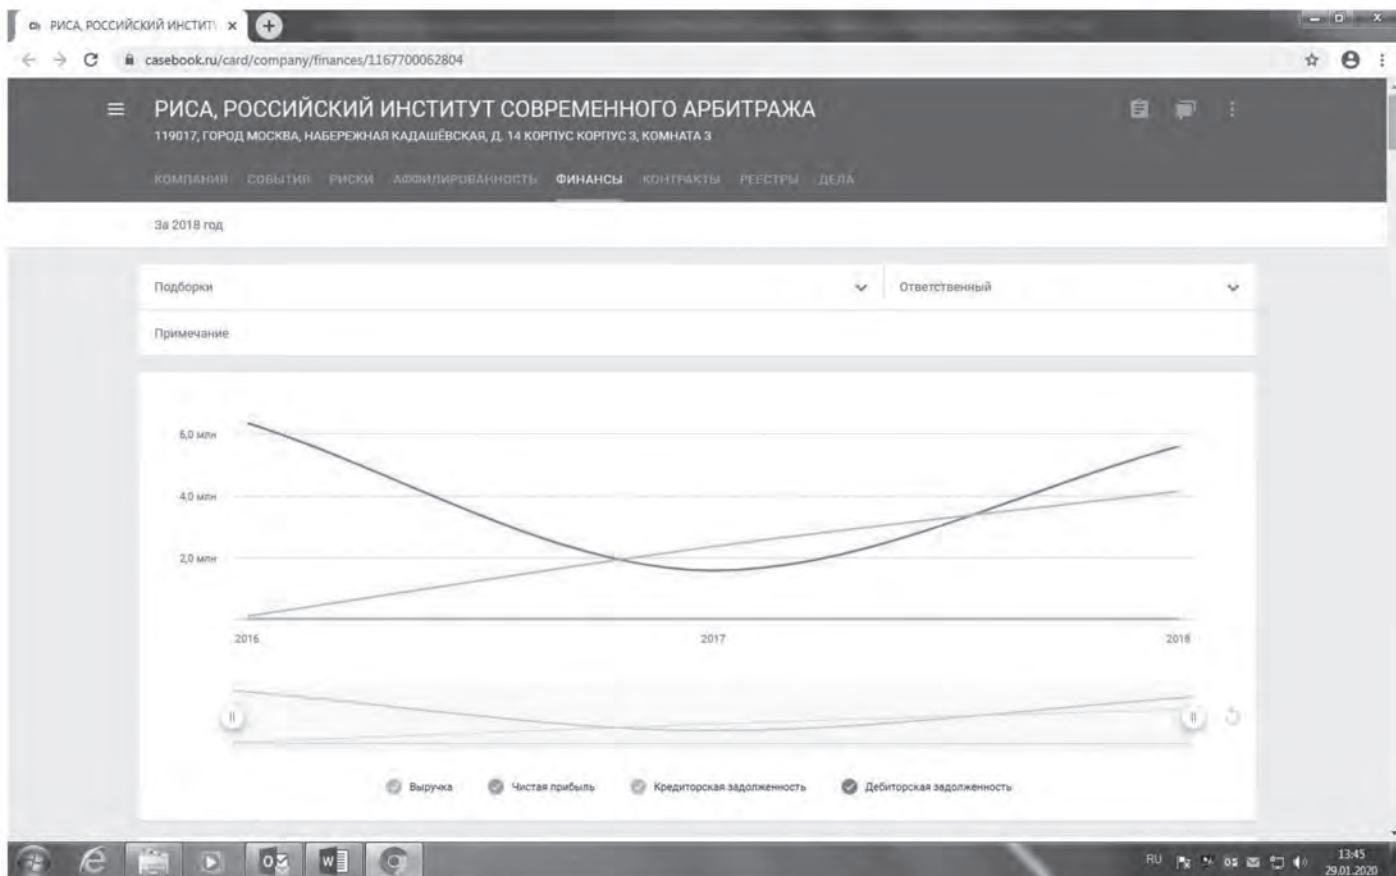 РИСА, РОССИЙСКИЙ ИНСТИТ
casebook.ru/card/company/finances/1167700062804
РИСА, РОССИЙСКИЙ ИНСТИТУТ СОВРЕМЕННОГО АРБИТРАЖА
119017, ГОРОД МОСКВА, НАБЕРЕЖНАЯ КАДАШЁВСКАЯ, Д. 14 КОРПУС КОРПУС 3, КОМНАТА 3
КОМПАНИЯ СОБЫТИЯ РИСКИ АФФИЛИРОВАННОСТЬ ФИНАНСЫ КОНТРАКТЫ РЕЕСТРЫ ДЕЛА
За 2018 год
Подборки Ответственный
Примечание
6,0 млн
4,0 млн
2,0 млн
2016 2017 2018
Выручка Чистая прибыль Кредиторская задолженность Дебиторская задолженность
RU 13:45
29.01.2020